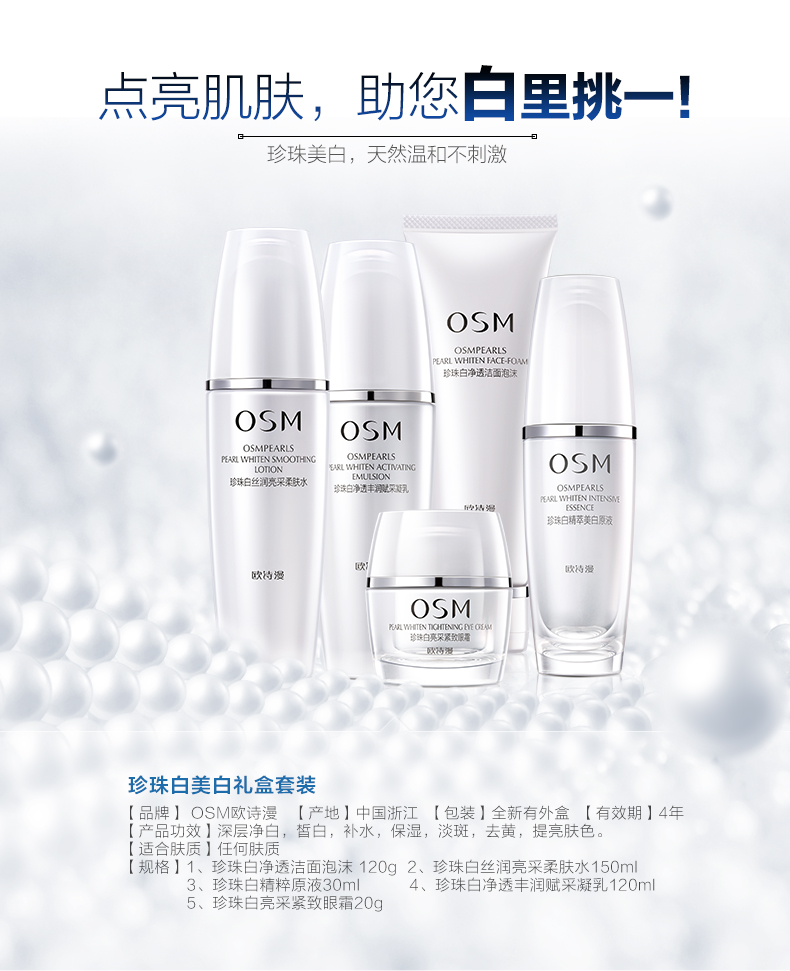 点亮肌肤，助您白里挑一!
珍珠美白，天然温和不刺激
OSM
OSMPEARLS
PEARL WHITEN SMOOTHING
LOTION
珍珠白丝润亮采柔肤水
欧诗漫
OSM
OSMPEARLS
PEARL WHITEN ACTIVATING
EMULSION
珍珠白净透丰润赋采凝乳
欧
OSM
OSMPEARLS
PEARL WHITEN FACE-FOAM
珍珠白净透洁面泡沫
欧诗漫
OSM
PEARL WHITEN TIGHTENING EYE CREAM
珍珠白亮采紧致眼霜
欧诗漫
OSM
OSMPEARLS
PEARL WHITEN INTENSIVE
ESSENCE
珍珠白精萃美白原液
欧诗漫
珍珠白美白礼盒套装
【品牌】OSM欧诗漫 【产地】中国浙江 【包装】全新有外盒 【有效期】4年
【产品功效】深层净白，皙白，补水，保湿，淡斑，去黄，提亮肤色。
【适合肤质】任何肤质
【规格】1、珍珠白净透洁面泡沫 120g 2、珍珠白丝润亮采柔肤水150ml
3、珍珠白精粹原液30ml 4、珍珠白净透丰润赋采凝乳120ml
5、珍珠白亮采紧致眼霜20g